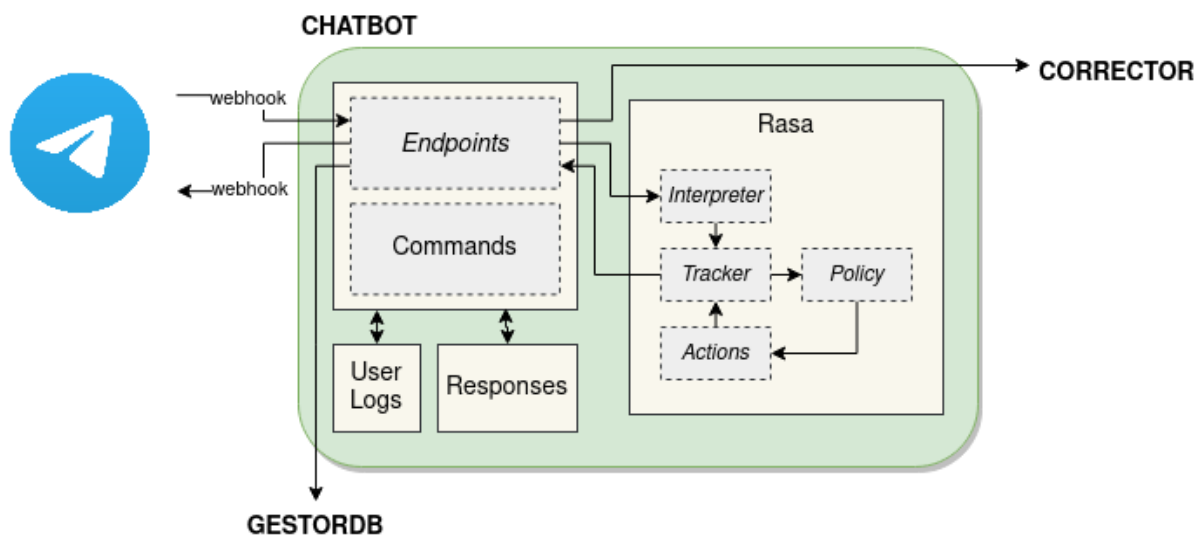 CHATBOT
CORRECTOR
webhook
Endpoints
Rasa
webhook
Interpreter
Commands
Tracker
Policy
Actions
User
Logs
Responses
GESTORDB